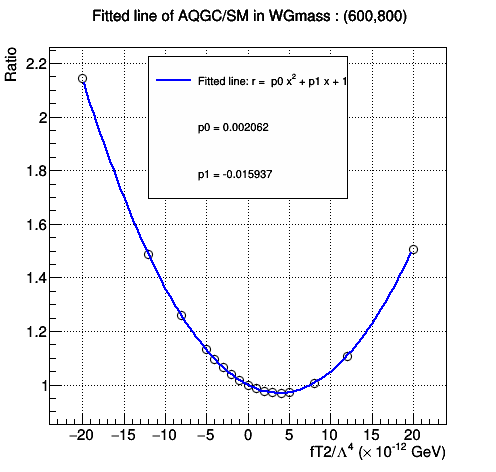 Fitted line of AQGC/SM in WGmass : (600,800)
Ratio
2.2
2
1.8
1.6
1.4
1.2
1
Fitted line: r = p0 x² + p1 x + 1
p0 = 0.002062
p1 = -0.015937
−20 −15 −10 −5 0 5 10 15 20
fT2/Λ⁴ (× 10⁻¹² GeV)